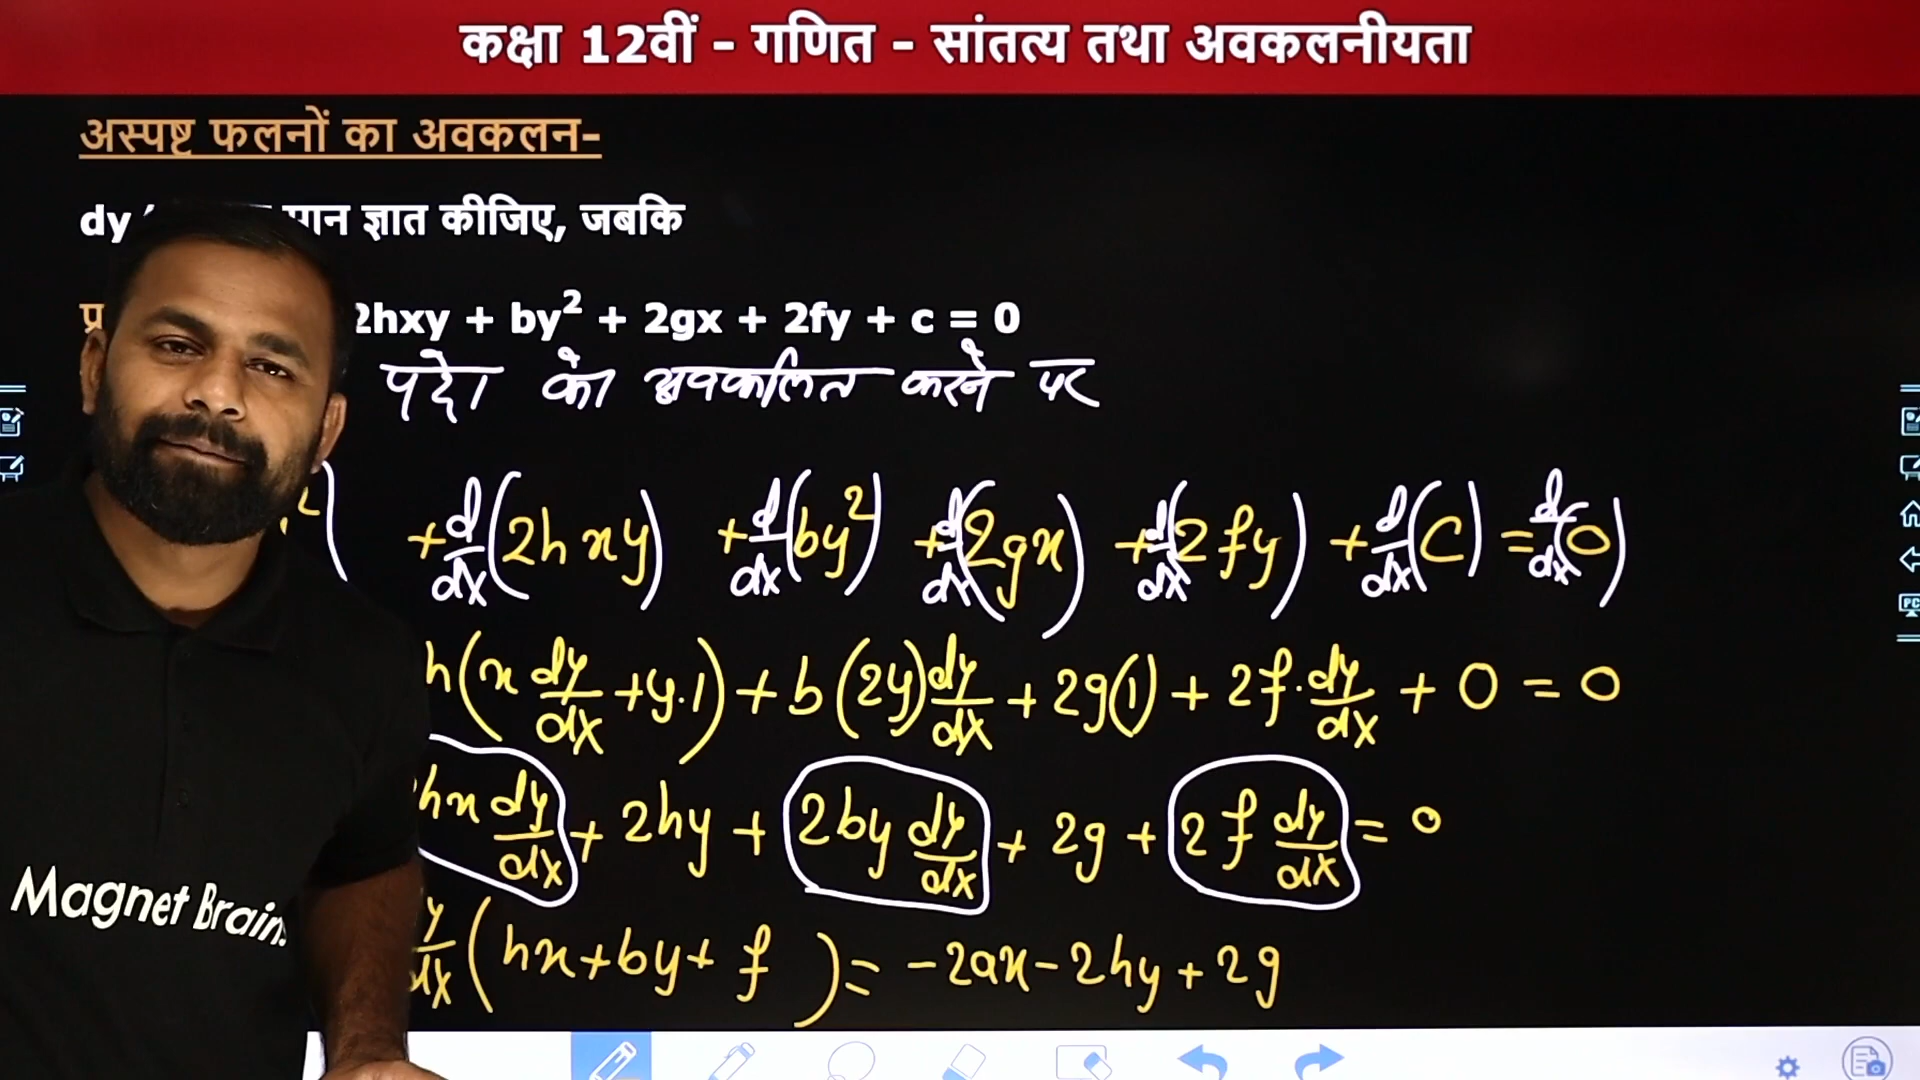 कक्षा 12वीं - गणित - सांतत्य तथा अवकलनीयता
अस्पष्ट फलनों का अवकलन-
dy मान ज्ञात कीजिए, जबकि
प्र 2hxy + by² + 2gx + 2fy + c = 0
पदो को अवकलित करने पर
²) + d/dx (2hxy) + d/dx (by²) + d/dx (2gx) + d/dx (2fy) + d/dx (C) = d/dx (0)
h(x dy/dx + y.1) + b(2y) dy/dx + 2g(1) + 2f. dy/dx + 0 = 0
hx dy/dx + 2hy + 2by dy/dx + 2g + 2f dy/dx = 0
y/dx (hx + by + f ) = -2ax - 2hy + 2g
Magnet Brains